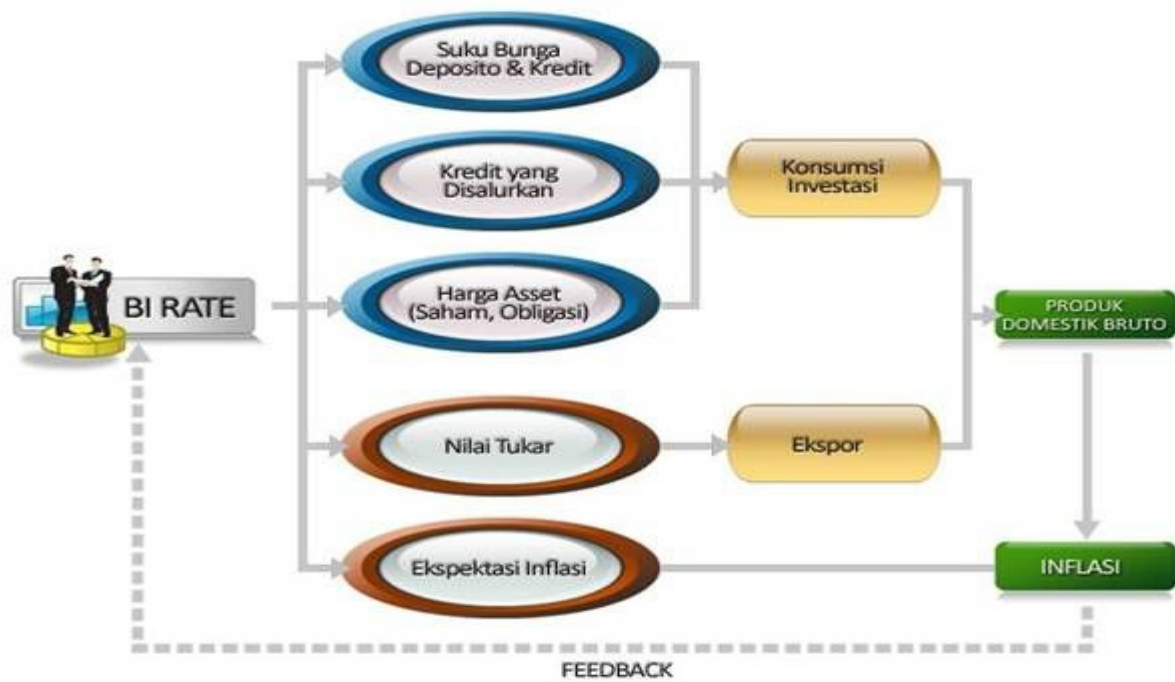 Suku Bunga
Deposito & Kredit
Kredit yang
Disalurkan
Konsumsi
Investasi
BI RATE
Harga Asset
(Saham, Obligasi)
PRODUK
DOMESTIK BRUTO
Nilai Tukar
Ekspor
Ekspektasi Inflasi
INFLASI
FEEDBACK